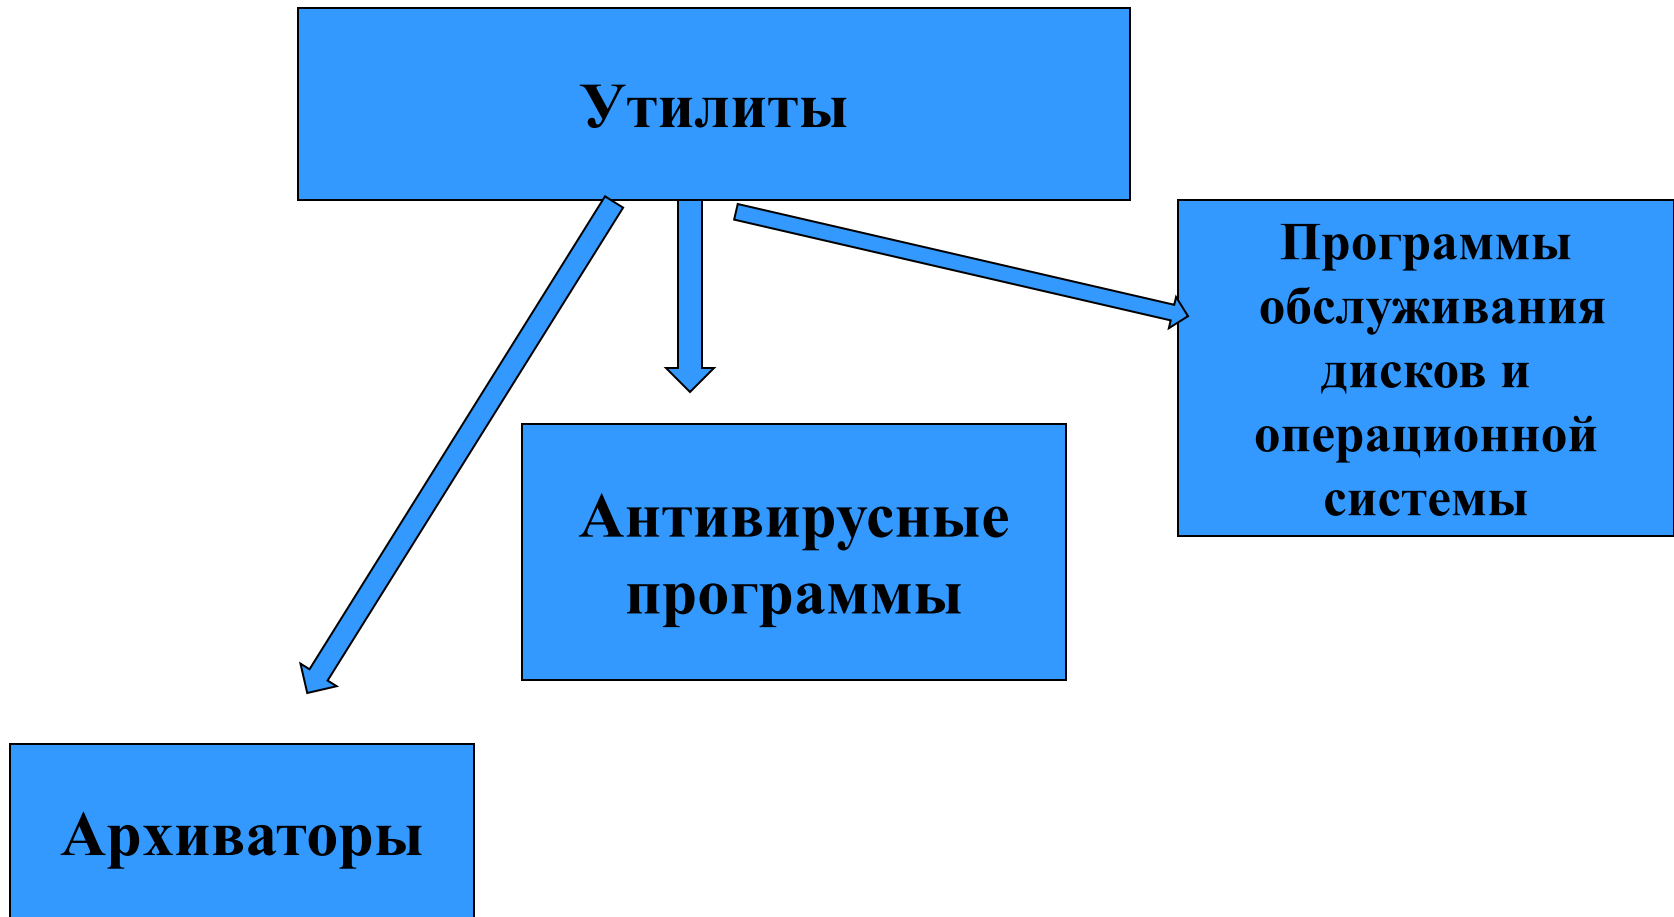 Утилиты
Программы
обслуживания
дисков и
операционной
системы
Антивирусные
программы
Архиваторы